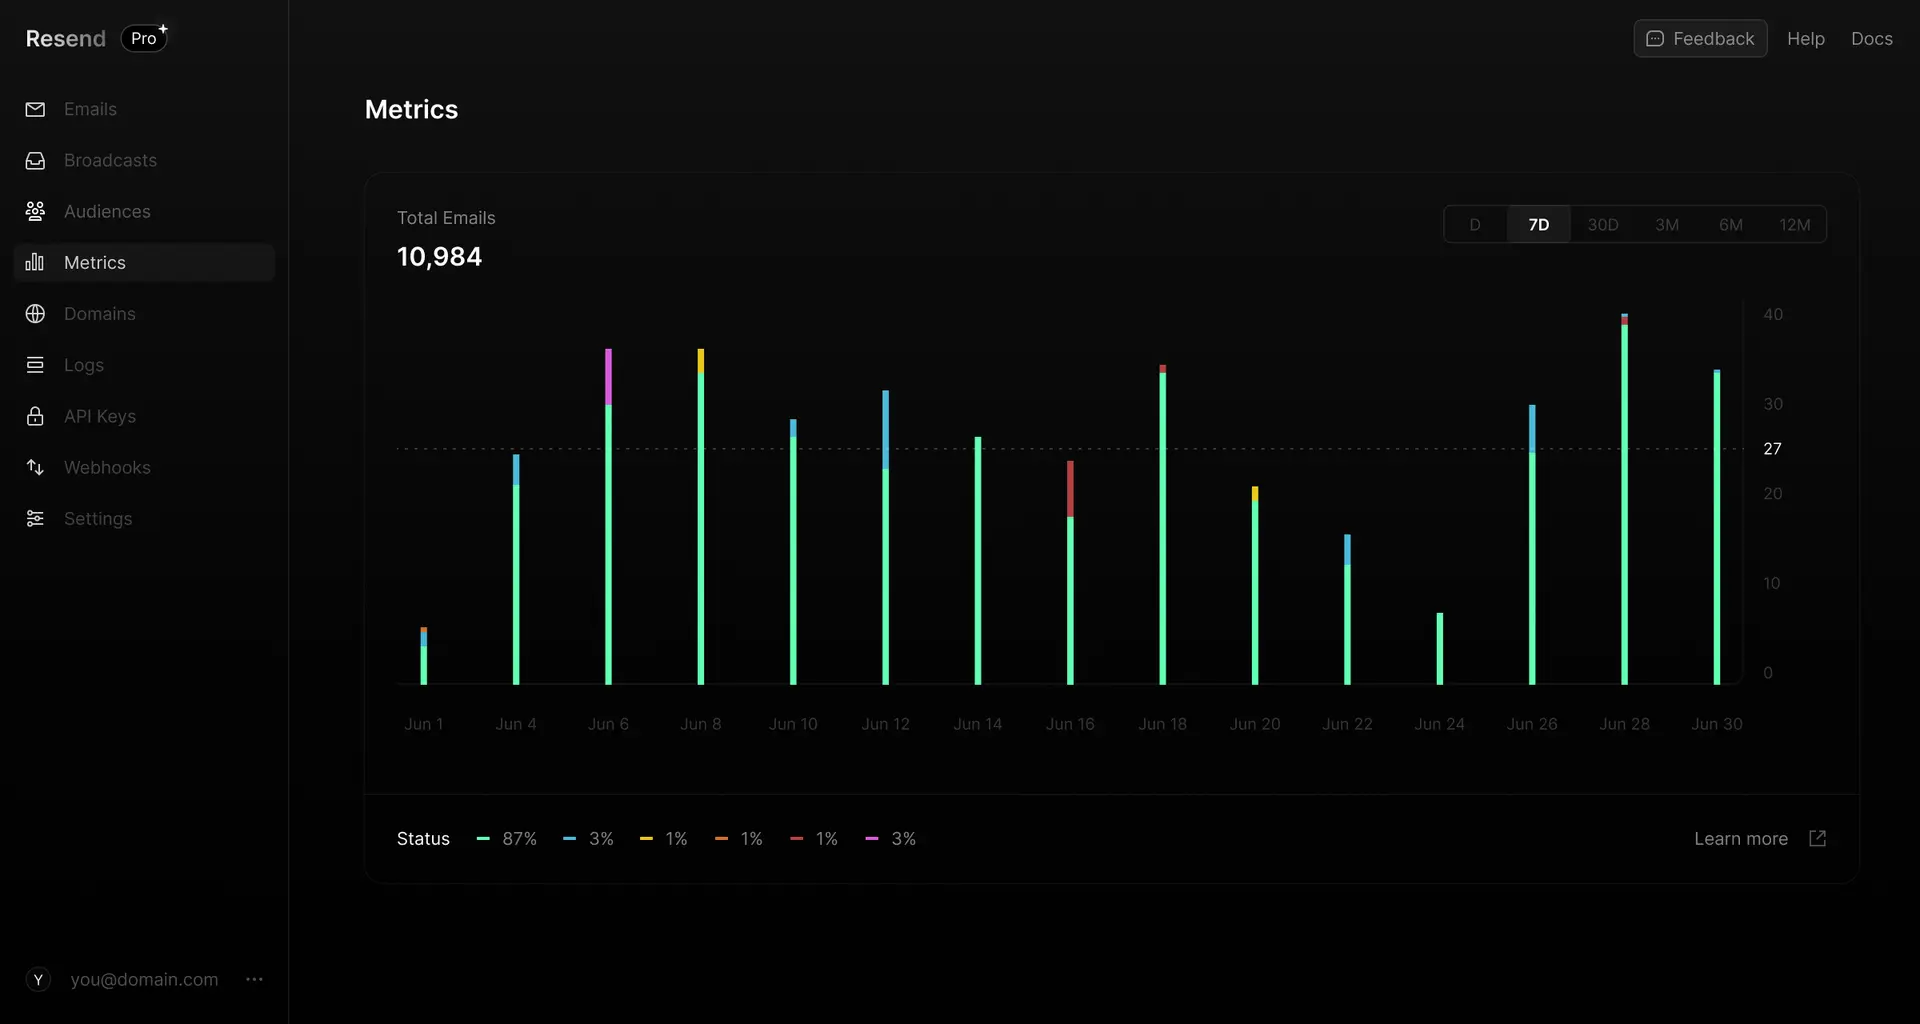 Resend Pro
Feedback Help Docs
Emails
Broadcasts
Audiences
Metrics
Domains
Logs
API Keys
Webhooks
Settings
Y you@domain.com ...
Metrics
Total Emails
10,984
D 7D 30D 3M 6M 12M
40
30
27
20
10
0
Jun 1 Jun 4 Jun 6 Jun 8 Jun 10 Jun 12 Jun 14 Jun 16 Jun 18 Jun 20 Jun 22 Jun 24 Jun 26 Jun 28 Jun 30
Status 87% 3% 1% 1% 1% 3%
Learn more